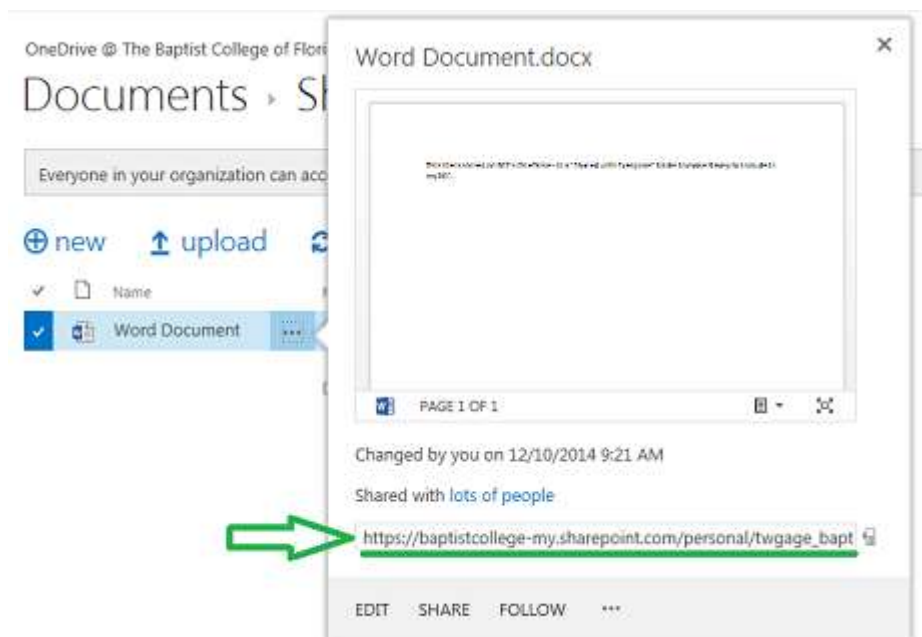 OneDrive @ The Baptist College of Flori
Documents › Sh
Everyone in your organization can acc
new upload
Name
Word Document ...
Word Document.docx
PAGE 1 OF 1
Changed by you on 12/10/2014 9:21 AM
Shared with lots of people
https://baptistcollege-my.sharepoint.com/personal/twgage_bapt
EDIT SHARE FOLLOW ...